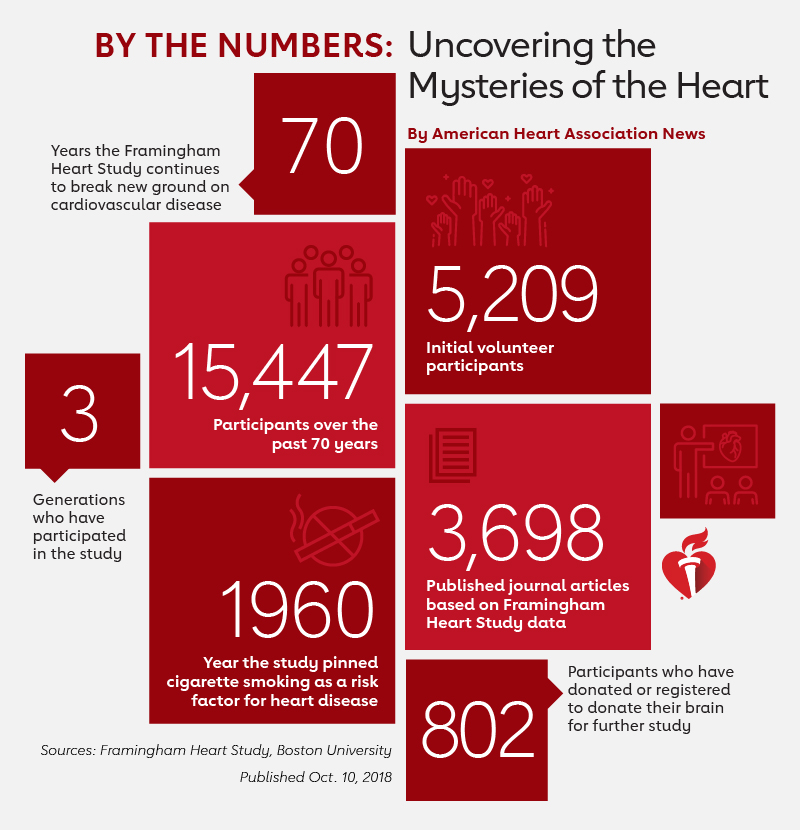 BY THE NUMBERS: Uncovering the
Mysteries of the Heart
By American Heart Association News
70
Years the Framingham
Heart Study continues
to break new ground on
cardiovascular disease
5,209
Initial volunteer
participants
15,447
Participants over the
past 70 years
3
Generations
who have
participated
in the study
3,698
Published journal articles
based on Framingham
Heart Study data
1960
Year the study pinned
cigarette smoking as a risk
factor for heart disease
802
Participants who have
donated or registered
to donate their brain
for further study
Sources: Framingham Heart Study, Boston University
Published Oct. 10, 2018